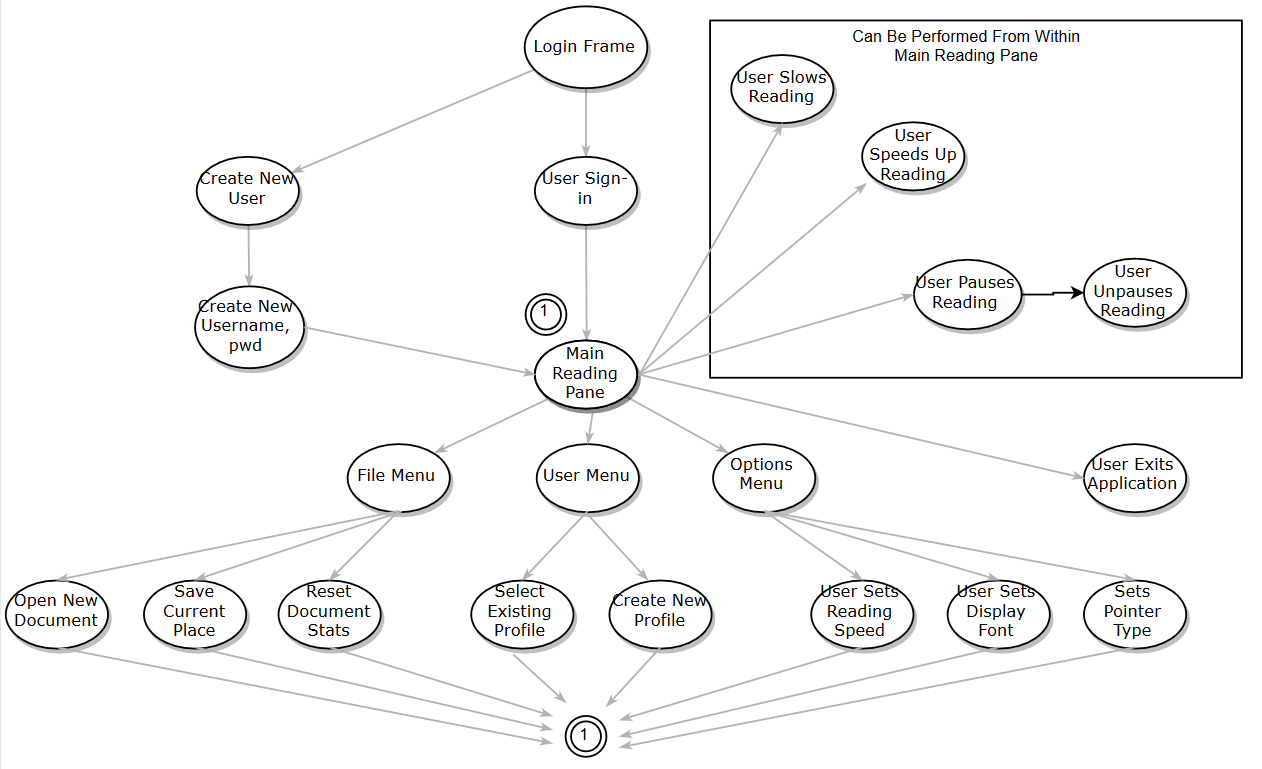 Login Frame
Can Be Performed From Within
Main Reading Pane
User Slows
Reading
User
Speeds Up
Reading
Create New
User
User Sign-
in
User Pauses
Reading
User
Unpauses
Reading
Create New
Username,
pwd
1
Main
Reading
Pane
File Menu
User Menu
Options
Menu
User Exits
Application
Open New
Document
Save
Current
Place
Reset
Document
Stats
Select
Existing
Profile
Create New
Profile
User Sets
Reading
Speed
User Sets
Display
Font
Sets
Pointer
Type
1